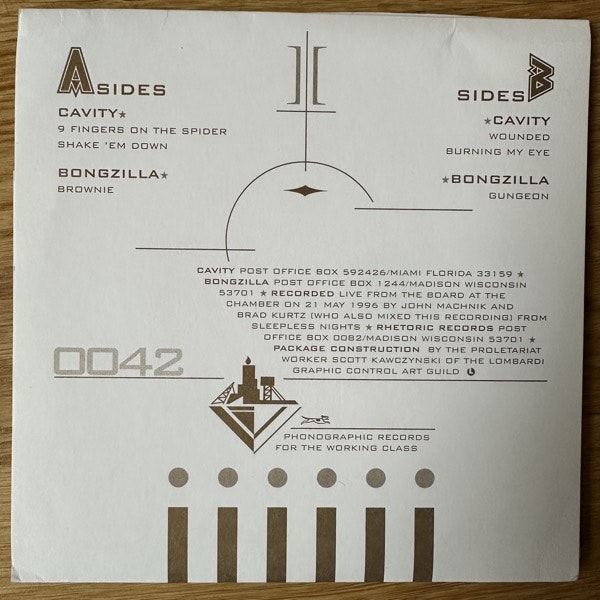 A SIDES
CAVITY★
9 FINGERS ON THE SPIDER
SHAKE 'EM DOWN
BONGZILLA★
BROWNIE
SIDES B
★CAVITY
WOUNDED
BURNING MY EYE
★BONGZILLA
GUNGEON
CAVITY POST OFFICE BOX 592426/MIAMI FLORIDA 33159 ★
BONGZILLA POST OFFICE BOX 1244/MADISON WISCONSIN
53701 ★ RECORDED LIVE FROM THE BOARD AT THE
CHAMBER ON 21 MAY 1996 BY JOHN MACHNIK AND
BRAD KURTZ (WHO ALSO MIXED THIS RECORDING) FROM
SLEEPLESS NIGHTS ★ RHETORIC RECORDS POST
OFFICE BOX 0082/MADISON WISCONSIN 53701 ★
PACKAGE CONSTRUCTION BY THE PROLETARIAT
WORKER SCOTT KAWCZYNSKI OF THE LOMBARDI
GRAPHIC CONTROL ART GUILD
0042
PHONOGRAPHIC RECORDS
FOR THE WORKING CLASS